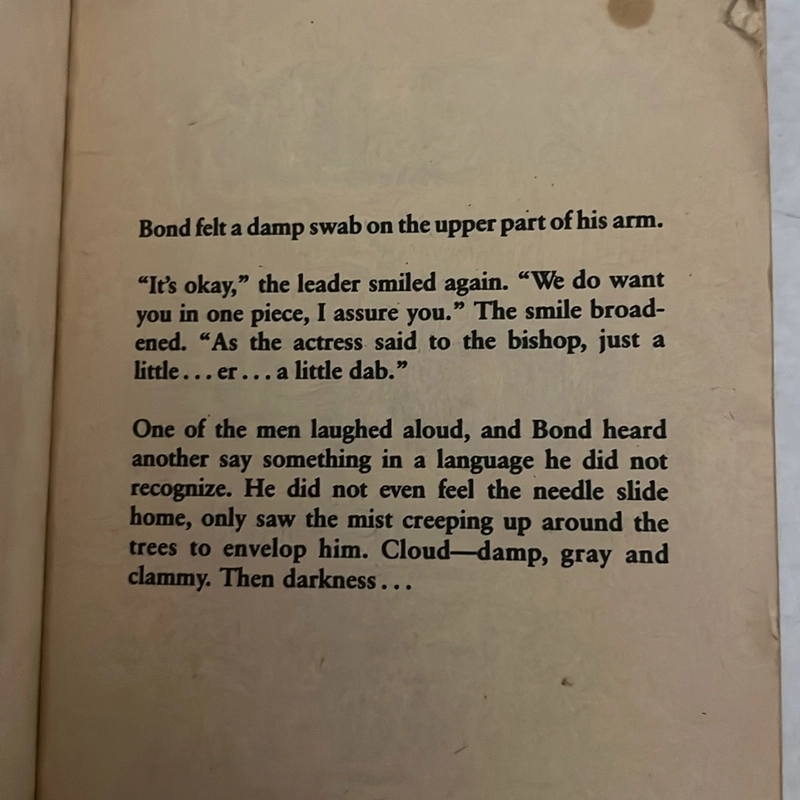 Bond felt a damp swab on the upper part of his arm.
“It’s okay,” the leader smiled again. “We do want
you in one piece, I assure you.” The smile broad-
ened. “As the actress said to the bishop, just a
little... er... a little dab.”
One of the men laughed aloud, and Bond heard
another say something in a language he did not
recognize. He did not even feel the needle slide
home, only saw the mist creeping up around the
trees to envelop him. Cloud—damp, gray and
clammy. Then darkness...